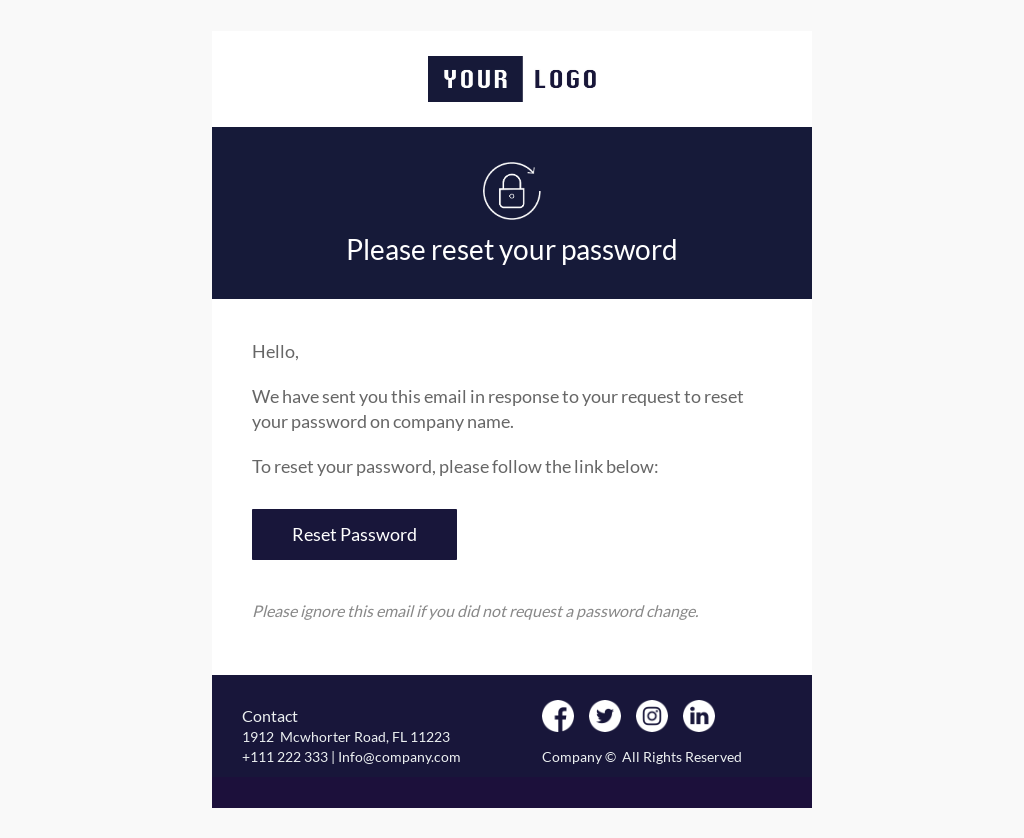 YOUR LOGO
Please reset your password
Hello,
We have sent you this email in response to your request to reset
your password on company name.
To reset your password, please follow the link below:
Reset Password
Please ignore this email if you did not request a password change.
Contact
1912  Mcwhorter Road, FL 11223
+111 222 333 | Info@company.com
Company ©  All Rights Reserved